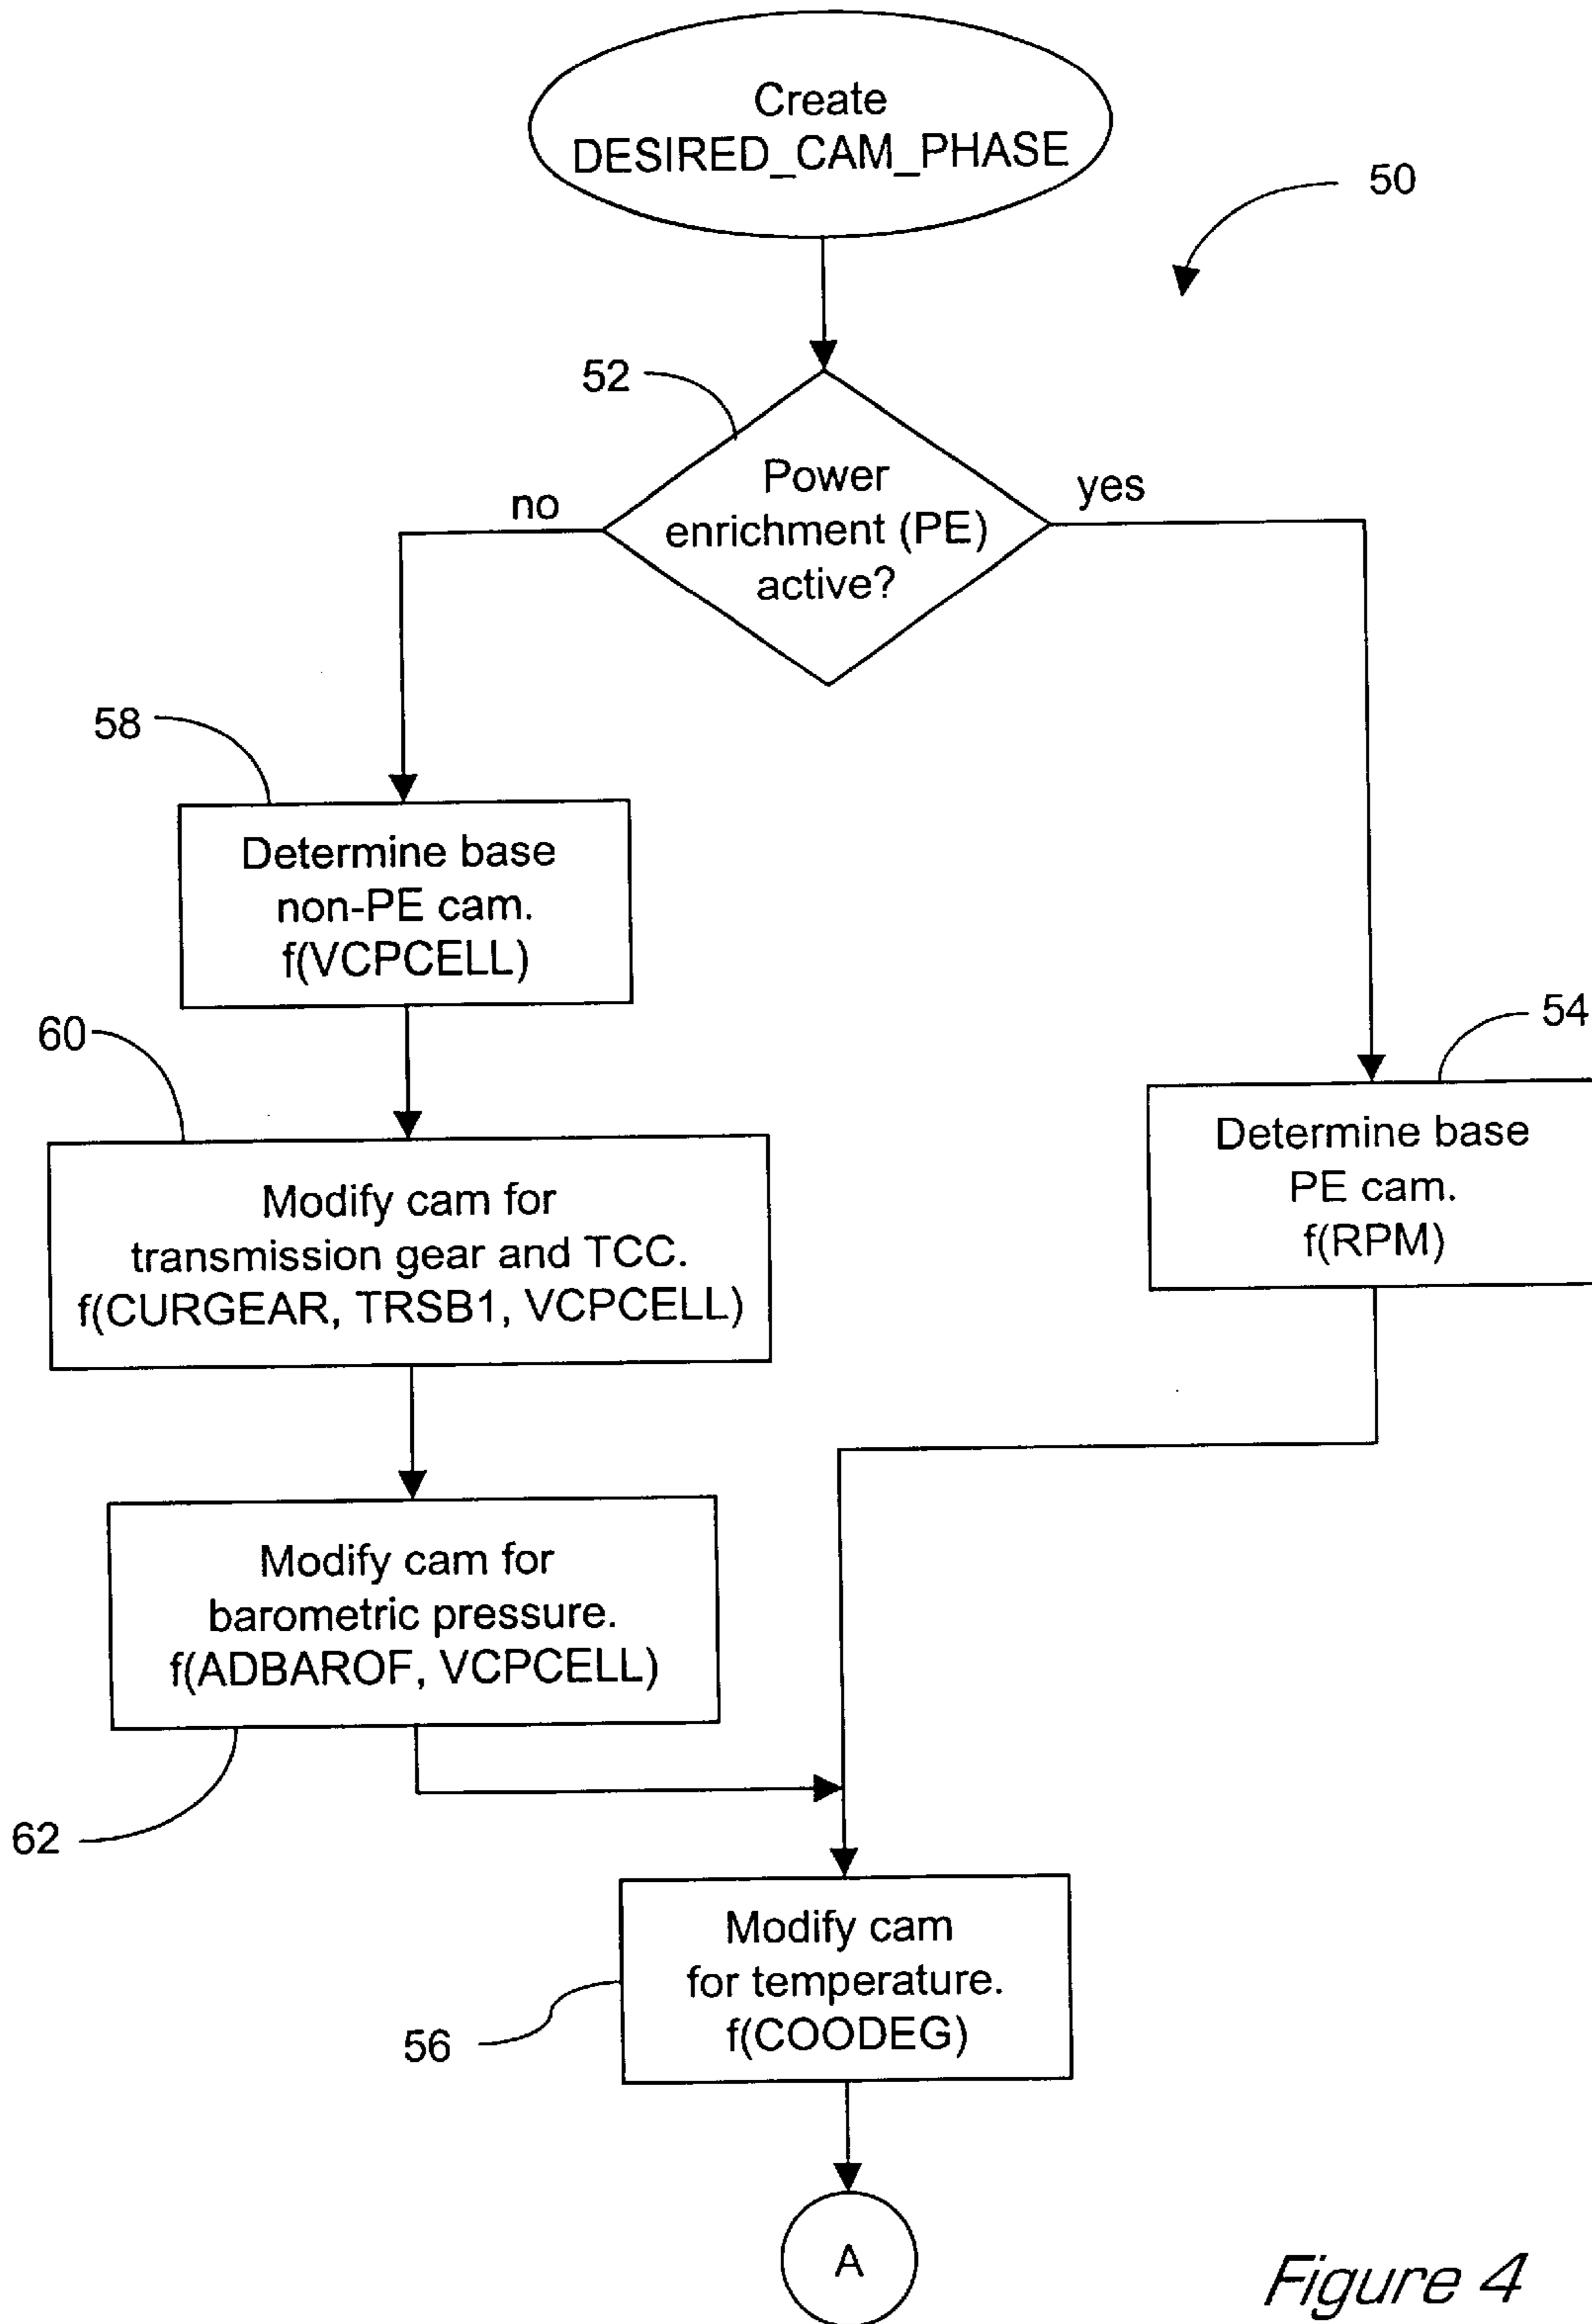 Create
DESIRED_CAM_PHASE
50
52
Power
enrichment (PE)
active?
no
yes
58
Determine base
non-PE cam.
f(VCPCELL)
60
Modify cam for
transmission gear and TCC.
f(CURGEAR, TRSB1, VCPCELL)
54
Determine base
PE cam.
f(RPM)
Modify cam for
barometric pressure.
f(ADBAROF, VCPCELL)
62
Modify cam
for temperature.
f(COODEG)
56
A
Figure 4